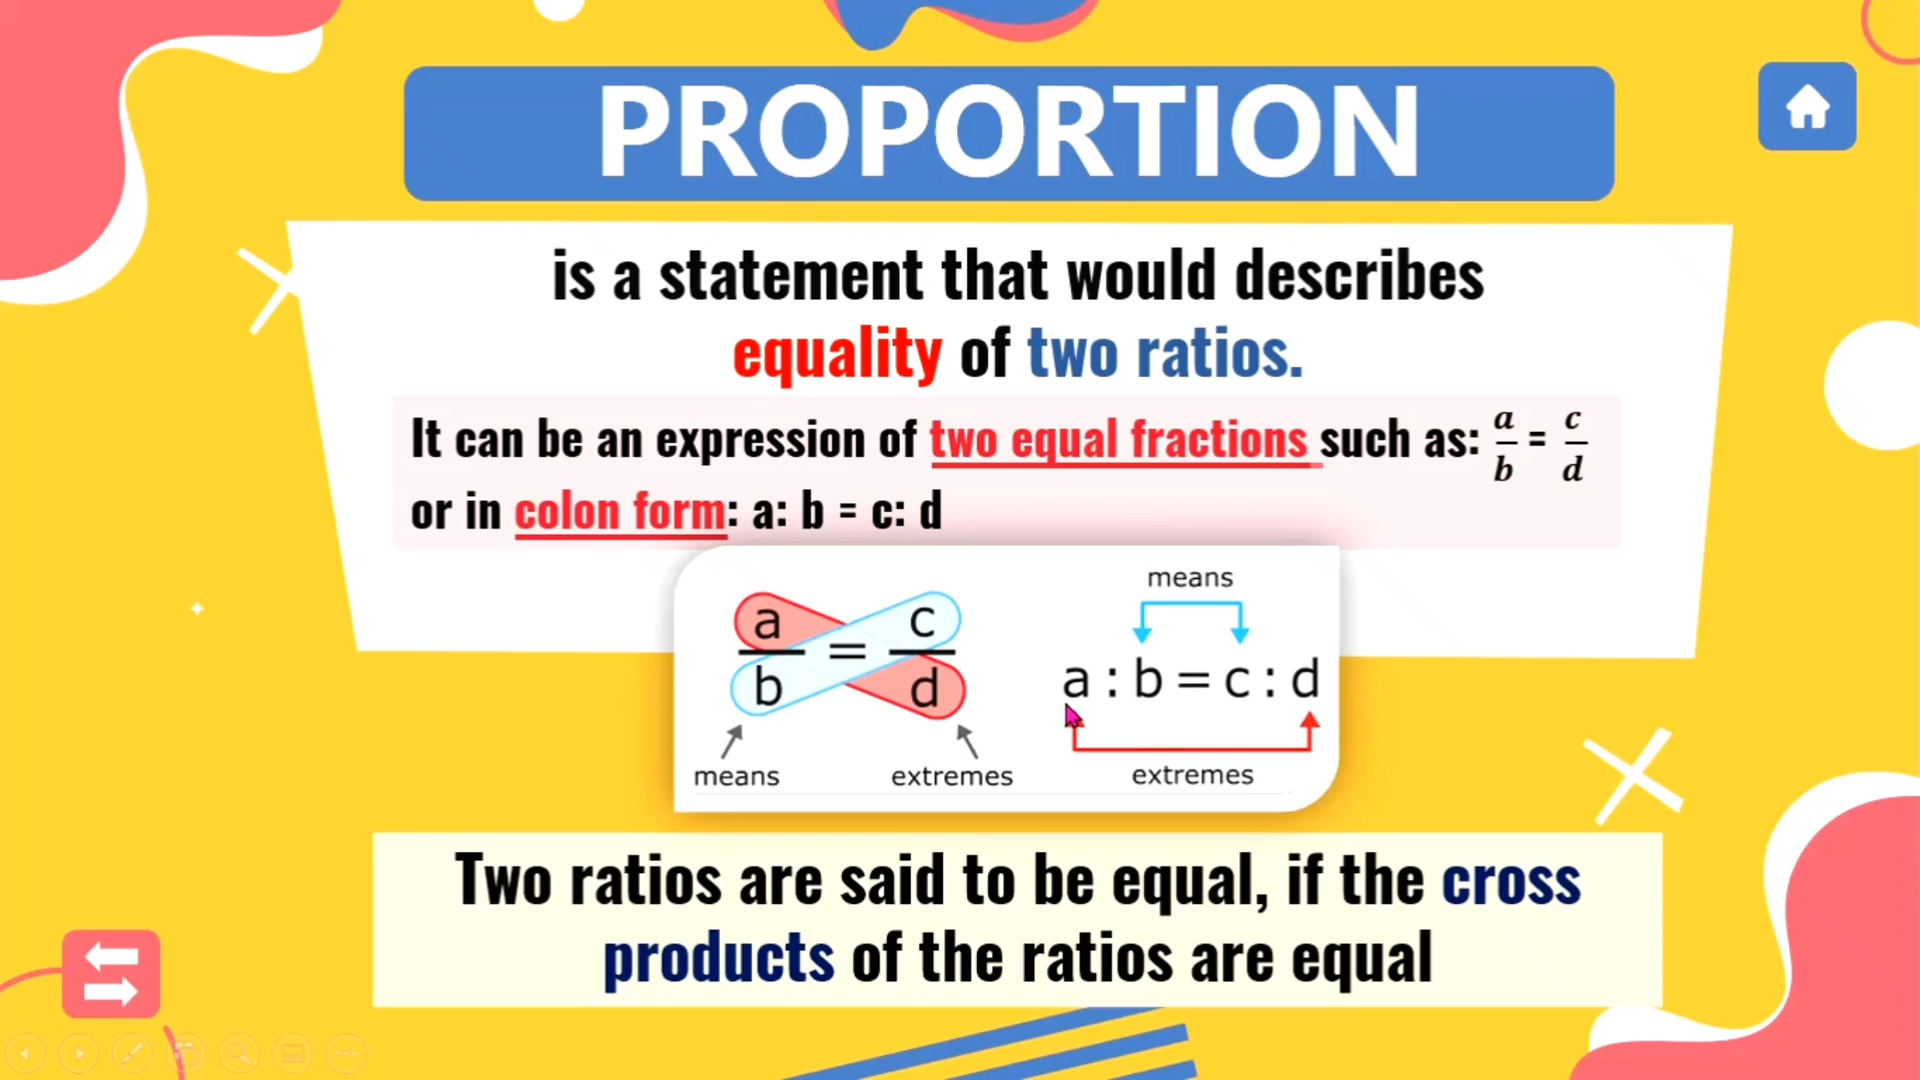 PROPORTION
is a statement that would describes
equality of two ratios.
It can be an expression of two equal fractions such as: a/b = c/d
or in colon form: a: b = c: d
a/b = c/d
means
extremes
means
a : b = c : d
extremes
Two ratios are said to be equal, if the cross
products of the ratios are equal